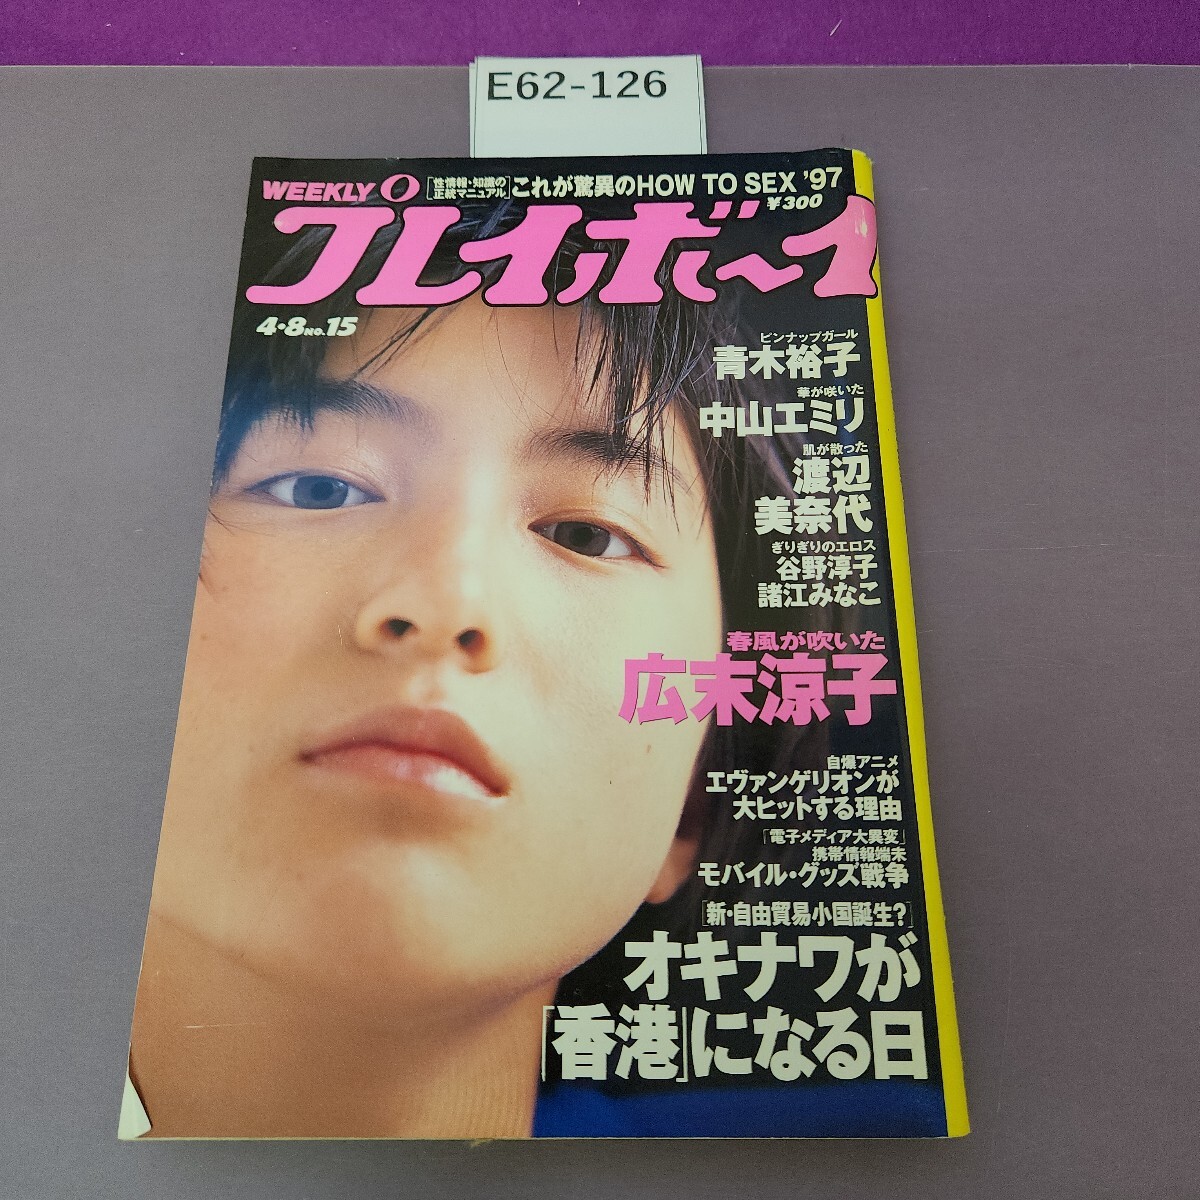 E62-126
WEEKLY
[性情報・知識の
正統マニュアル]
これが驚異のHOW TO SEX '97
¥300
プレイボーイ
4・8 No.15
ピンナップガール
青木裕子
華が咲いた
中山エミリ
肌が散った
渡辺
美奈代
ぎりぎりのエロス
谷野淳子
諸江みなこ
春風が吹いた
広末涼子
自爆アニメ
エヴァンゲリオンが
大ヒットする理由
「電子メディア大異変」
携帯情報端末
モバイル・グッズ戦争
[新・自由貿易小国誕生?]
オキナワが
「香港」になる日